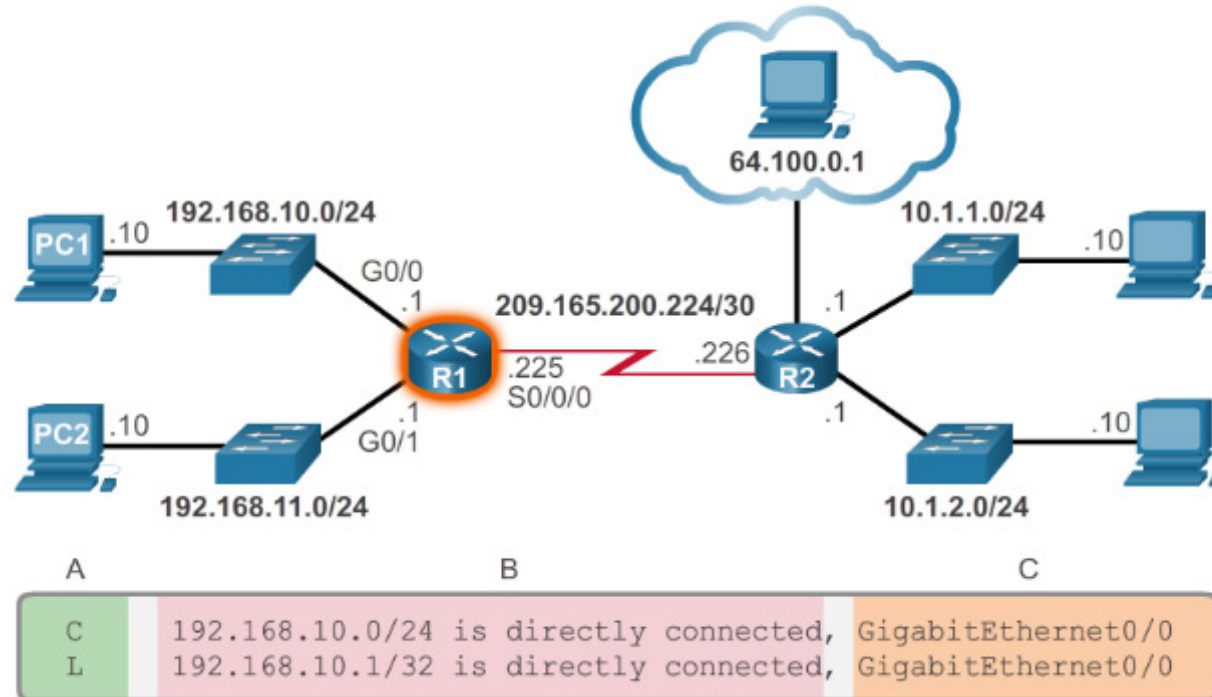 64.100.0.1
192.168.10.0/24
10.1.1.0/24
PC1
.10
.10
G0/0
.1
209.165.200.224/30
.1
R1
.225
S0/0/0
.226
R2
.1
G0/1
.1
PC2
.10
.10
192.168.11.0/24
10.1.2.0/24
A B C
C 192.168.10.0/24 is directly connected, GigabitEthernet0/0
L 192.168.10.1/32 is directly connected, GigabitEthernet0/0